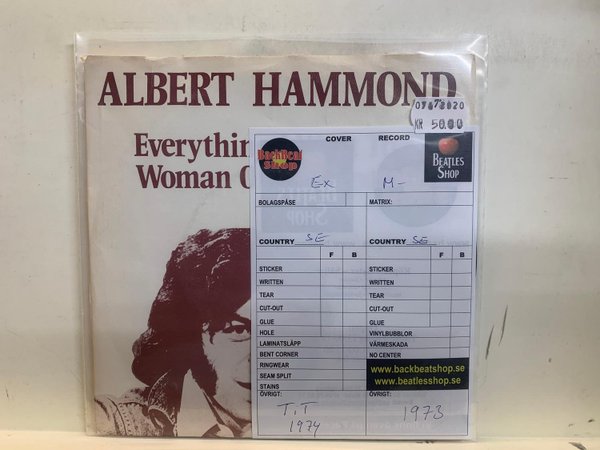 ALBERT HAMMOND
KR 50.00
Everythin
Woman
COVER RECORD
BackBeat
Shop
BEATLES
SHOP
Ex M-
BOLAGSPÅSE MATRIX:
COUNTRY SE COUNTRY SE
F B F B
STICKER STICKER
WRITTEN WRITTEN
TEAR TEAR
CUT-OUT CUT-OUT
GLUE GLUE
HOLE VINYLBUBBLOR
LAMINATSLÄPP VÄRMESKADA
BENT CORNER NO CENTER
RINGWEAR
SEAM SPLIT
STAINS
www.backbeatshop.se
www.beatlesshop.se
ÖVRIGT: ÖVRIGT:
T.T 1973
1974